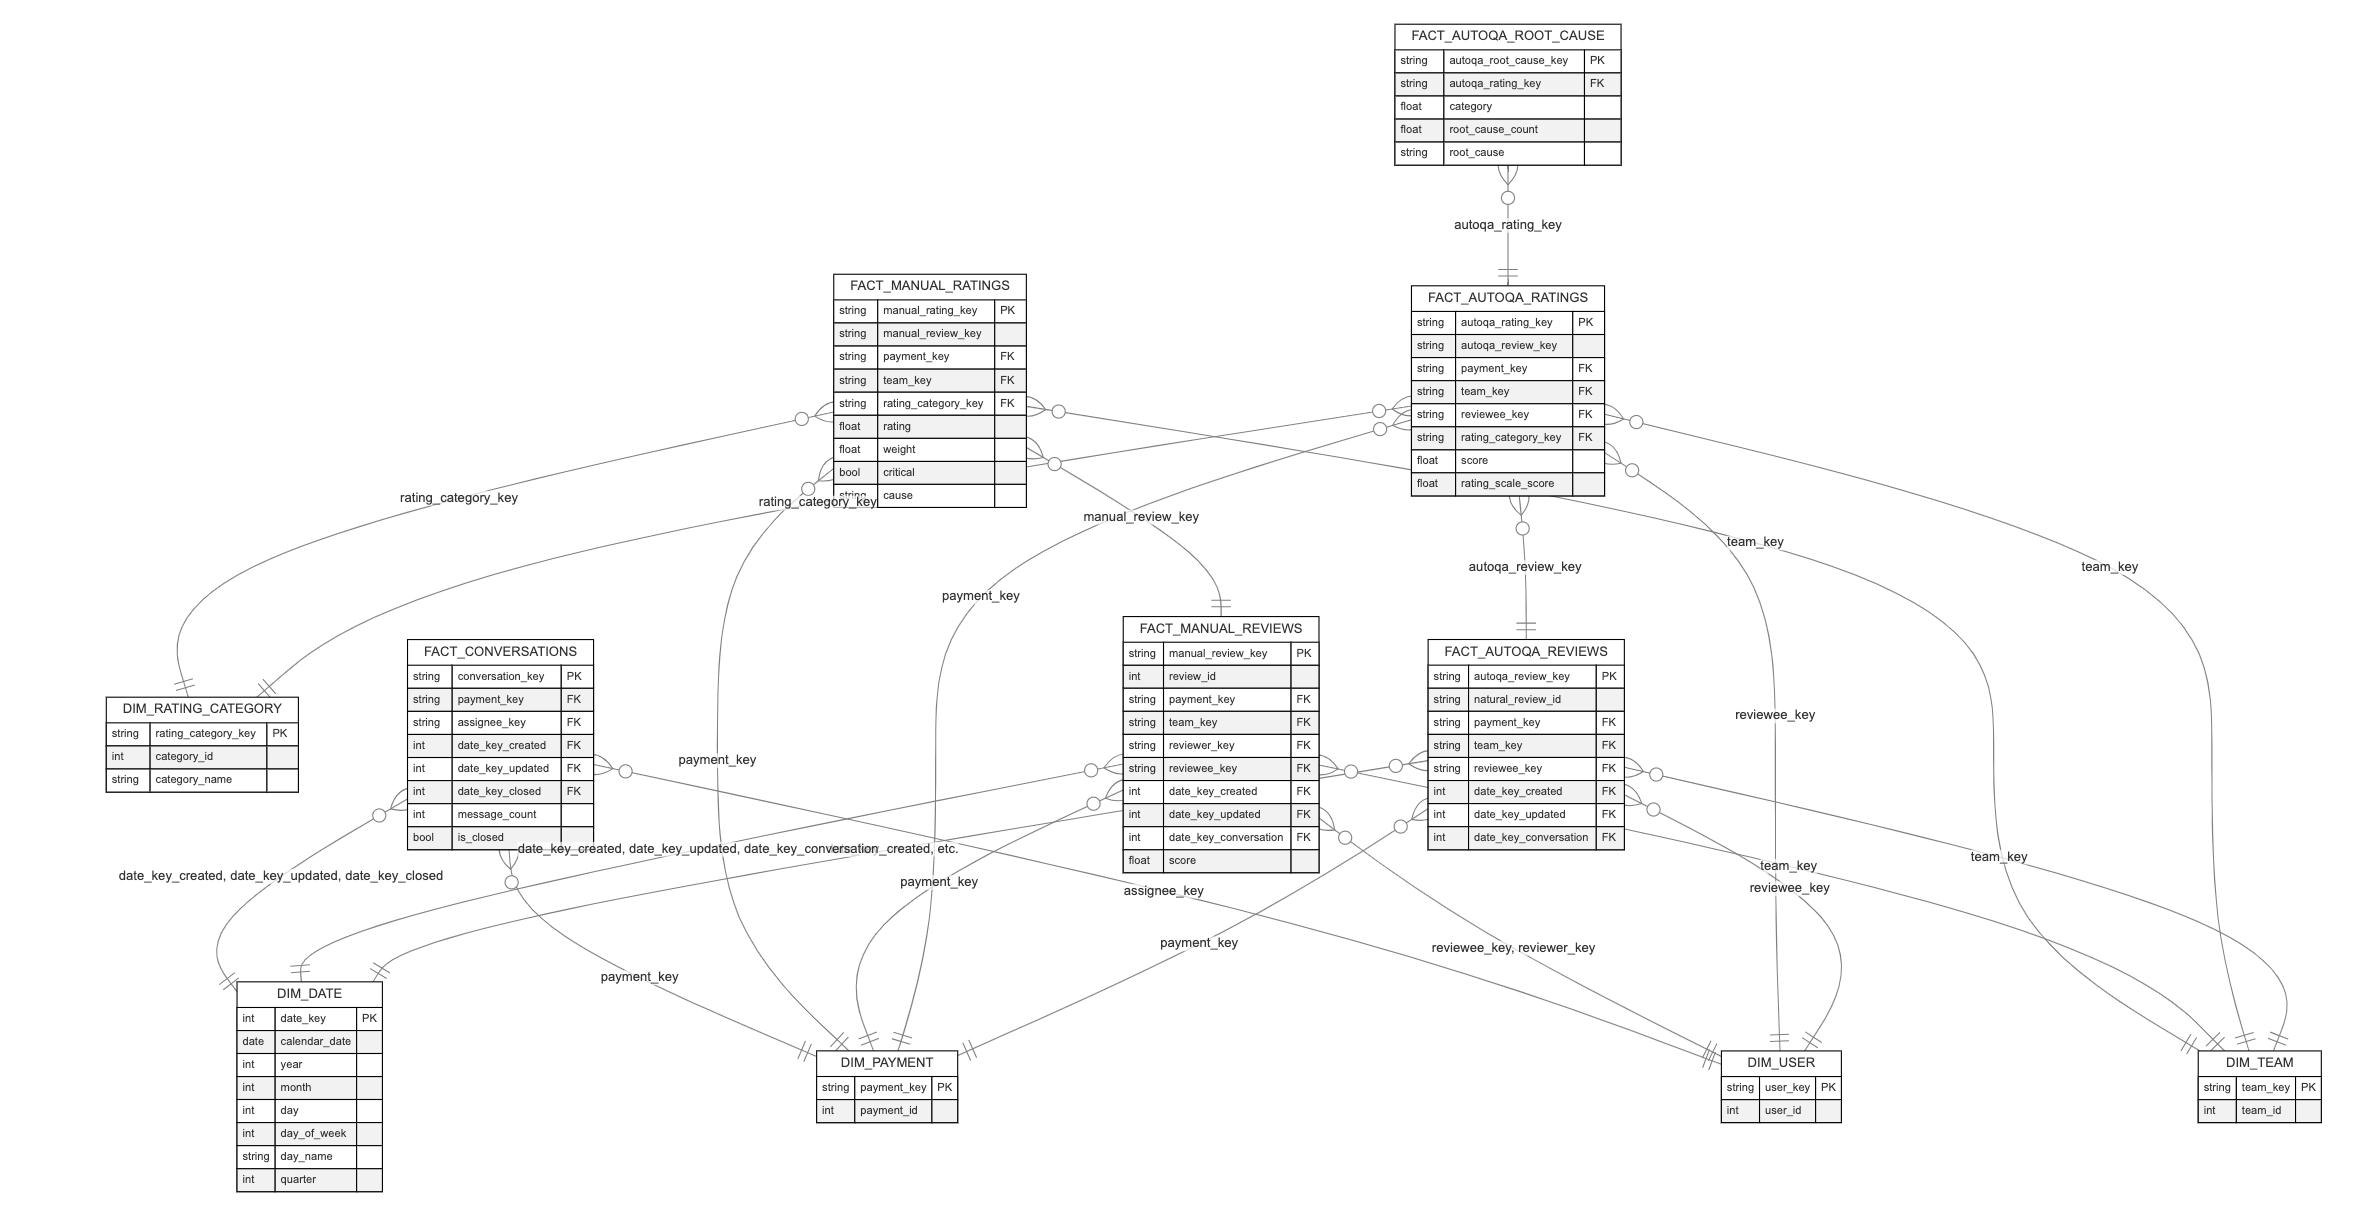 FACT_AUTOQA_ROOT_CAUSE
string autoqa_root_cause_key PK
string autoqa_rating_key FK
float category
float root_cause_count
string root_cause
autoqa_rating_key
FACT_MANUAL_RATINGS
string manual_rating_key PK
string manual_review_key
string payment_key FK
string team_key FK
string rating_category_key FK
float rating
float weight
bool critical
string cause
FACT_AUTOQA_RATINGS
string autoqa_rating_key PK
string autoqa_review_key
string payment_key FK
string team_key FK
string reviewee_key FK
string rating_category_key FK
float score
float rating_scale_score
rating_category_key
rating_category_key
manual_review_key
team_key
autoqa_review_key
team_key
payment_key
FACT_CONVERSATIONS
string conversation_key PK
string payment_key FK
string assignee_key FK
int date_key_created FK
int date_key_updated FK
int date_key_closed FK
int message_count
bool is_closed
FACT_MANUAL_REVIEWS
string manual_review_key PK
int review_id
string payment_key FK
string team_key FK
string reviewer_key FK
string reviewee_key FK
int date_key_created FK
int date_key_updated FK
int date_key_conversation FK
float score
FACT_AUTOQA_REVIEWS
string autoqa_review_key PK
string natural_review_id
string payment_key FK
string team_key FK
string reviewee_key FK
int date_key_created FK
int date_key_updated FK
int date_key_conversation FK
DIM_RATING_CATEGORY
string rating_category_key PK
int category_id
string category_name
reviewee_key
payment_key
date_key_created, date_key_updated, date_key_conversation_created, etc.
date_key_created, date_key_updated, date_key_closed
payment_key
assignee_key
team_key
team_key
reviewee_key
payment_key
reviewee_key, reviewer_key
payment_key
DIM_DATE
int date_key PK
date calendar_date
int year
int month
int day
int day_of_week
string day_name
int quarter
DIM_PAYMENT
string payment_key PK
int payment_id
DIM_USER
string user_key PK
int user_id
DIM_TEAM
string team_key PK
int team_id